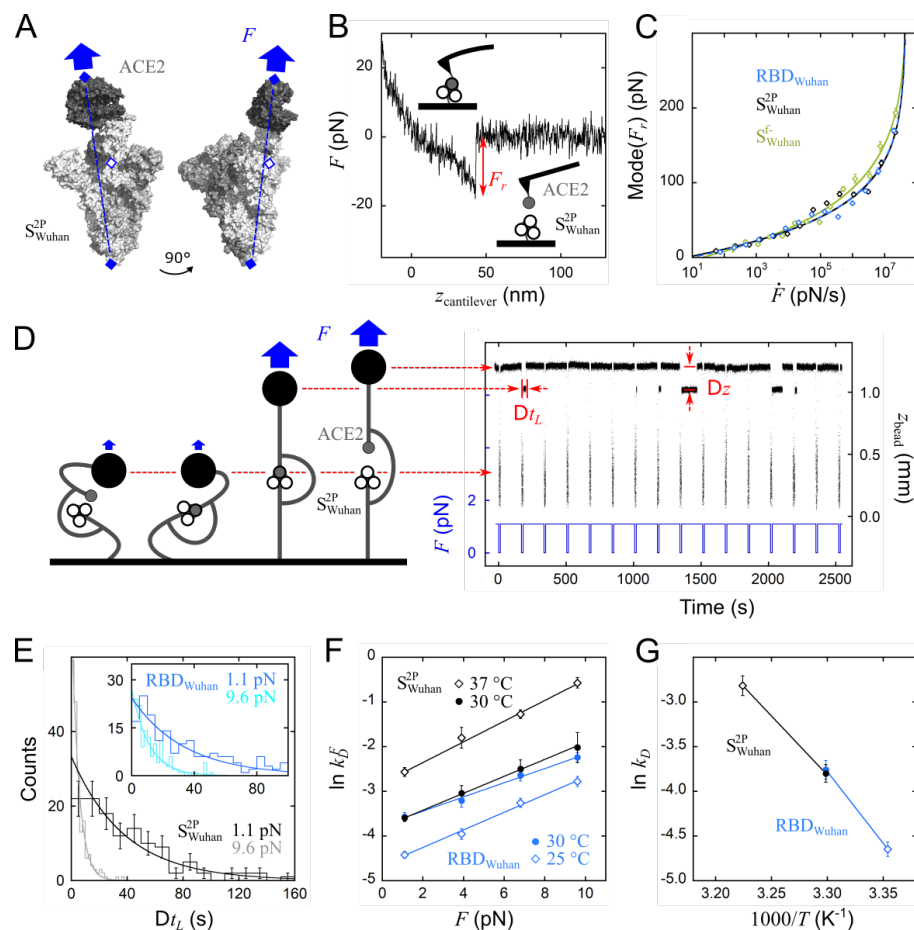 A
F
F
ACE2
S2P Wuhan
90°
B
20
0
-20
F (pN)
Fr
ACE2
S2P Wuhan
0
50
100
zcantilever (nm)
C
200
100
0
Mode(Fr) (pN)
RBDWuhan
S2P Wuhan
Sf- Wuhan
10¹
10³
10⁵
10⁷
Ḟ (pN/s)
D
F
ACE2
S2P Wuhan
DtL
Dz
1.0
0.5
0.0
zbead (mm)
2
0
F (pN)
0
500
1000
1500
2000
2500
Time (s)
E
40
20
0
Counts
30
15
0
RBDWuhan 1.1 pN
9.6 pN
0
50
100
S2P Wuhan 1.1 pN
9.6 pN
0
40
80
120
160
DtL (s)
F
0
-1
-2
-3
-4
-5
ln kFD
S2P Wuhan
37 °C
30 °C
30 °C
RBDWuhan 25 °C
0
2
4
6
8
10
F (pN)
G
-3.0
-3.5
-4.0
-4.5
-5.0
ln kD
S2P Wuhan
RBDWuhan
3.20
3.25
3.30
3.35
1000/T (K-1)